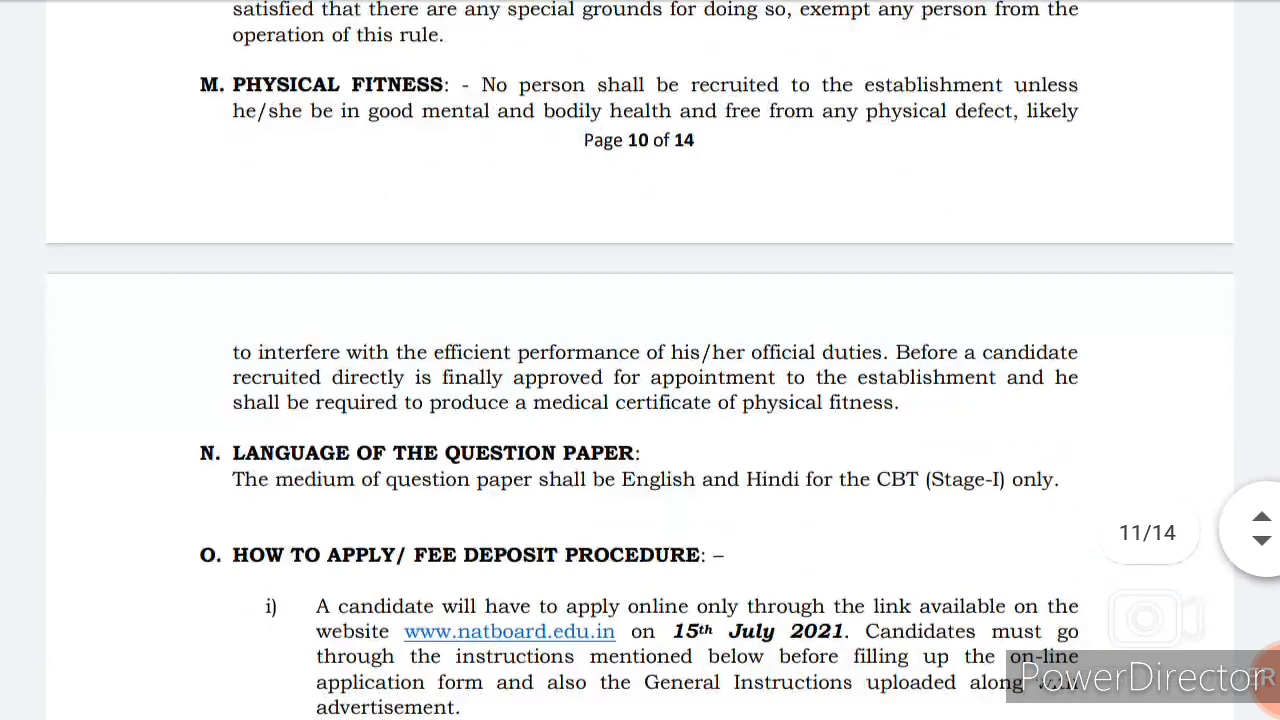 satisfied that there are any special grounds for doing so, exempt any person from the
operation of this rule.
M. PHYSICAL FITNESS: - No person shall be recruited to the establishment unless
he/she be in good mental and bodily health and free from any physical defect, likely
Page 10 of 14
to interfere with the efficient performance of his/her official duties. Before a candidate
recruited directly is finally approved for appointment to the establishment and he
shall be required to produce a medical certificate of physical fitness.
N. LANGUAGE OF THE QUESTION PAPER:
The medium of question paper shall be English and Hindi for the CBT (Stage-I) only.
11/14
O. HOW TO APPLY/ FEE DEPOSIT PROCEDURE: –
i) A candidate will have to apply online only through the link available on the
website www.natboard.edu.in on 15th July 2021. Candidates must go
through the instructions mentioned below before filling up the on-line
application form and also the General Instructions uploaded along
advertisement.
PowerDirector